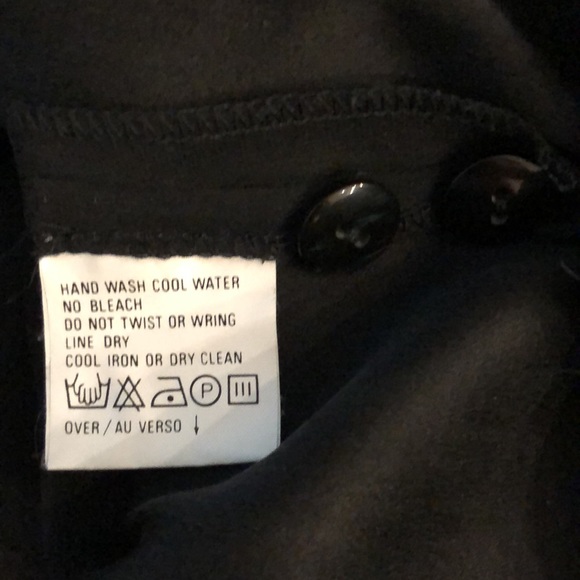 HAND WASH COOL WATER
NO BLEACH
DO NOT TWIST OR WRING
LINE DRY
COOL IRON OR DRY CLEAN
P
OVER/AU VERSO ↓